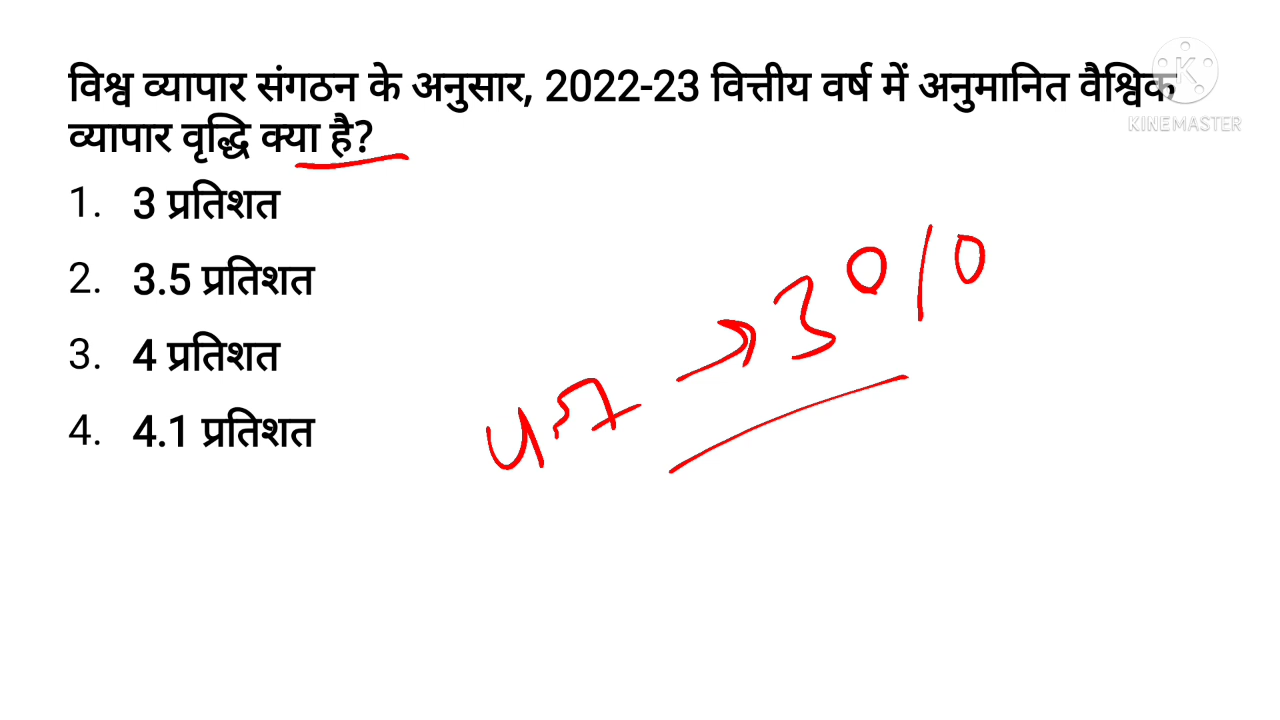 विश्व व्यापार संगठन के अनुसार, 2022-23 वित्तीय वर्ष में अनुमानित वैश्विक
व्यापार वृद्धि क्या है?
1. 3 प्रतिशत
2. 3.5 प्रतिशत
3. 4 प्रतिशत
4. 4.1 प्रतिशत
→ 3%
KINEMASTER